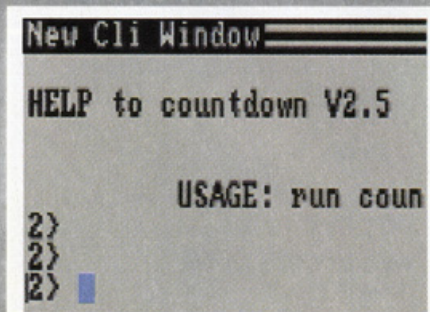 New Cli Window
HELP to countdown V2.5
USAGE: run coun
2>
2>
2>